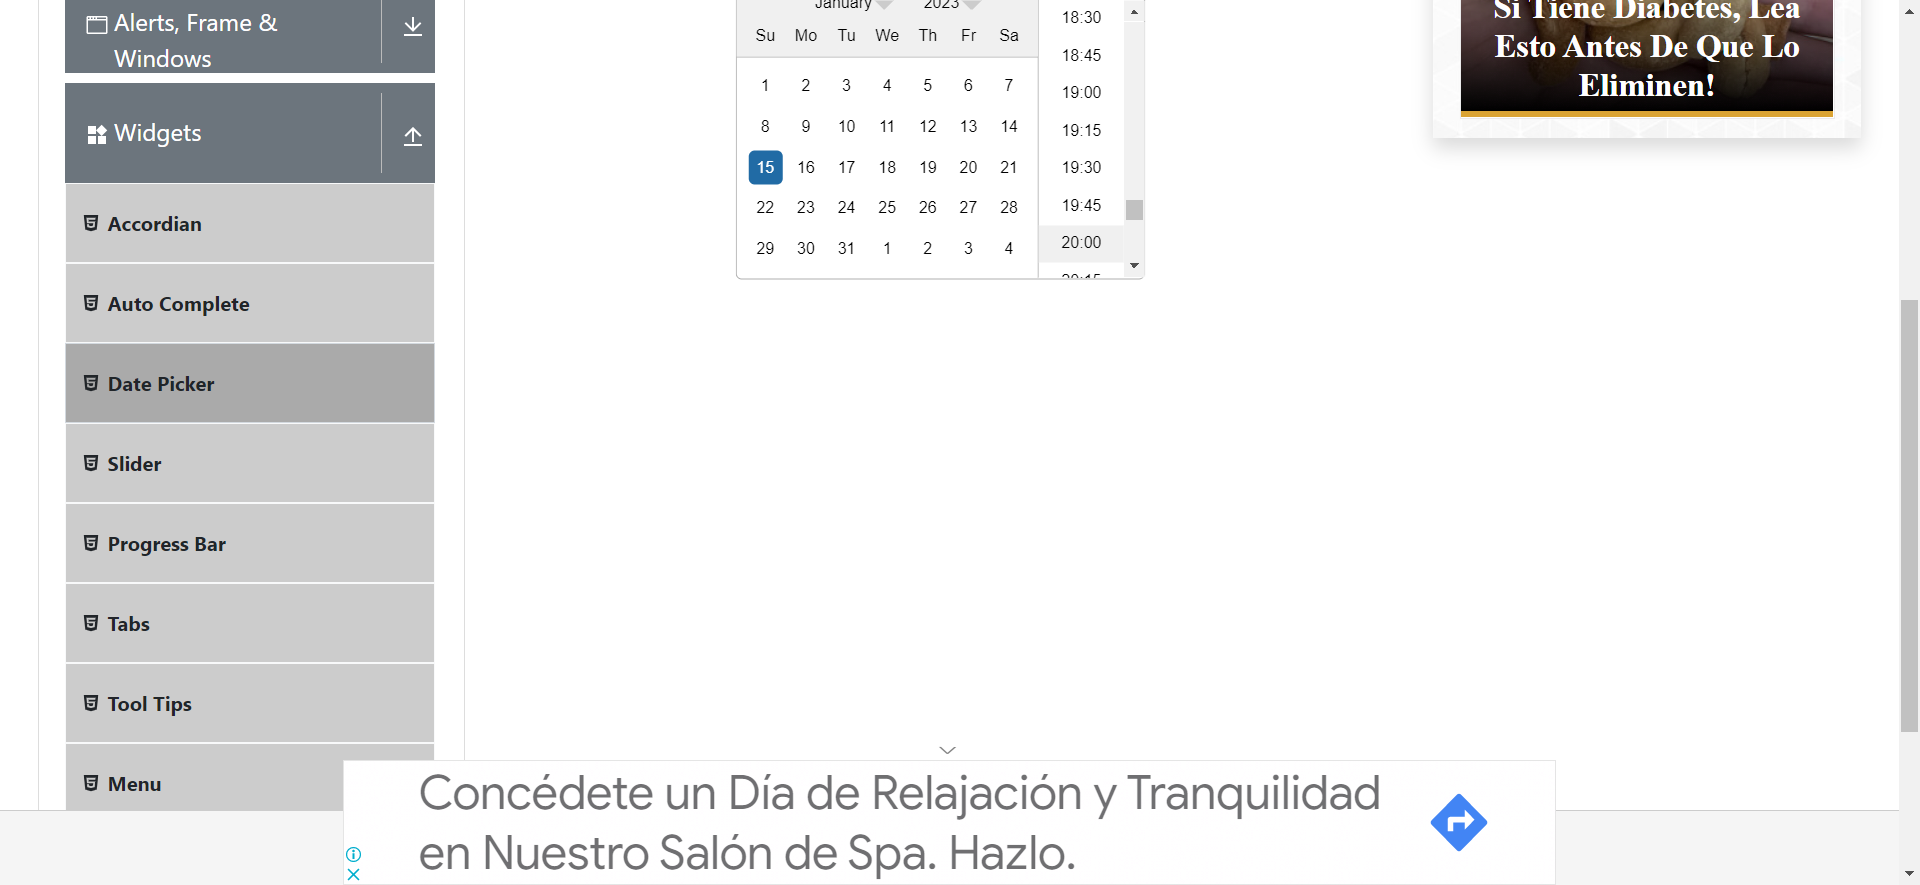 Alerts, Frame &
Windows
Widgets
Accordian
Auto Complete
Date Picker
Slider
Progress Bar
Tabs
Tool Tips
Menu
January 2023
Su Mo Tu We Th Fr Sa
1 2 3 4 5 6 7
8 9 10 11 12 13 14
15 16 17 18 19 20 21
22 23 24 25 26 27 28
29 30 31 1 2 3 4
18:30
18:45
19:00
19:15
19:30
19:45
20:00
20:15
Si Tiene Diabetes, Lea
Esto Antes De Que Lo
Eliminen!
Concédete un Día de Relajación y Tranquilidad
en Nuestro Salón de Spa. Hazlo.